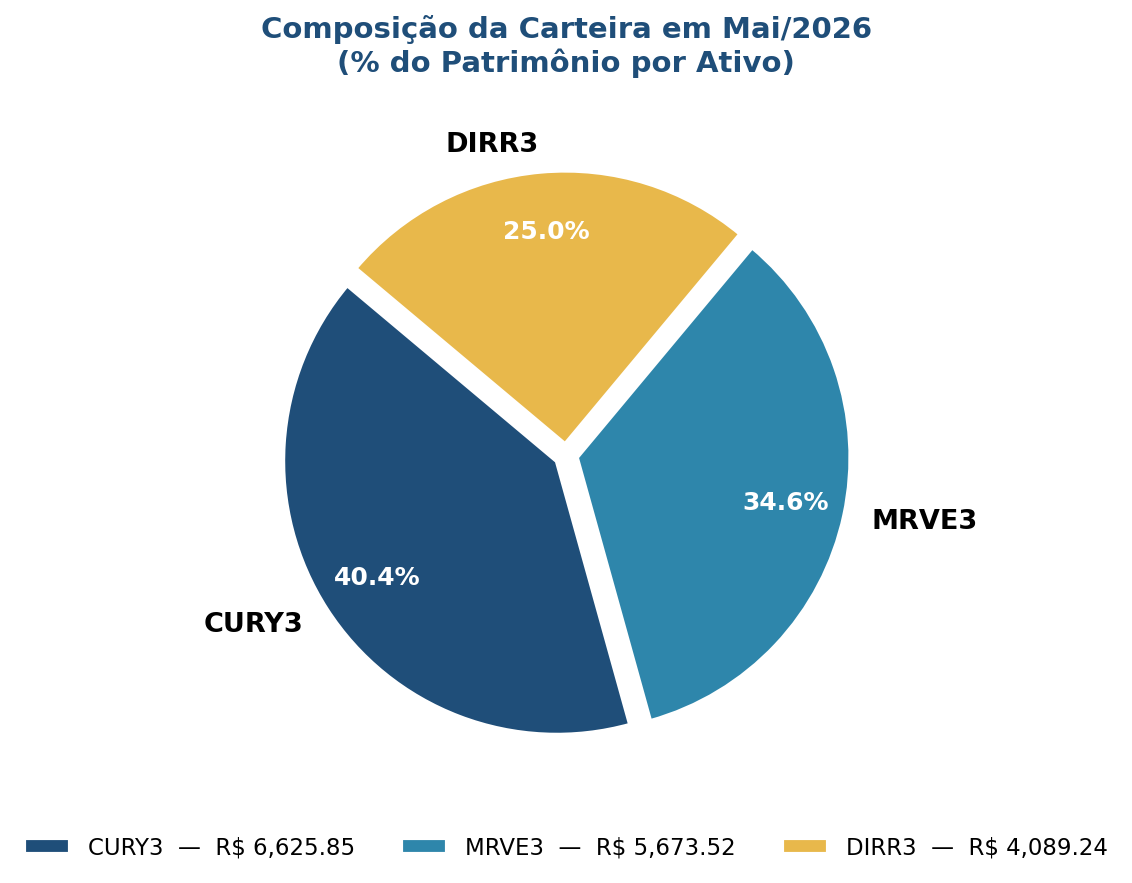 Composição da Carteira em Mai/2026
(% do Patrimônio por Ativo)
DIRR3
25.0%
34.6%
MRVE3
40.4%
CURY3
CURY3 — R$ 6,625.85
MRVE3 — R$ 5,673.52
DIRR3 — R$ 4,089.24